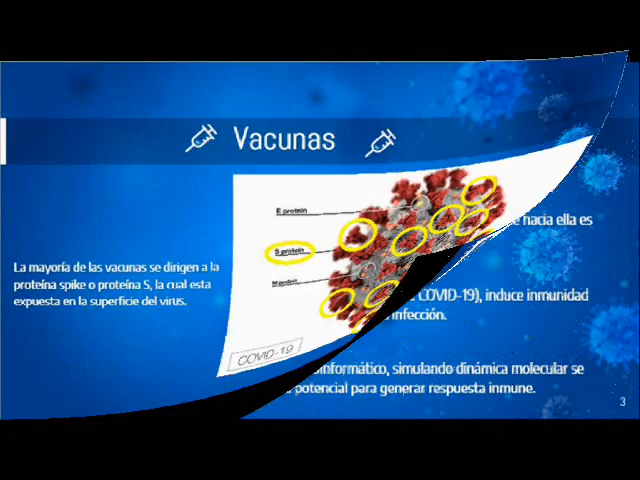 Vacunas
E protein
S protein
M protein
e hacia ella es
La mayoría de las vacunas se dirigen a la
proteína spike o proteína S, la cual esta
expuesta en la superficie del virus.
COVID-19), induce inmunidad
infección.
COVID-19
informático, simulando dinámica molecular se
potencial para generar respuesta inmune.
3